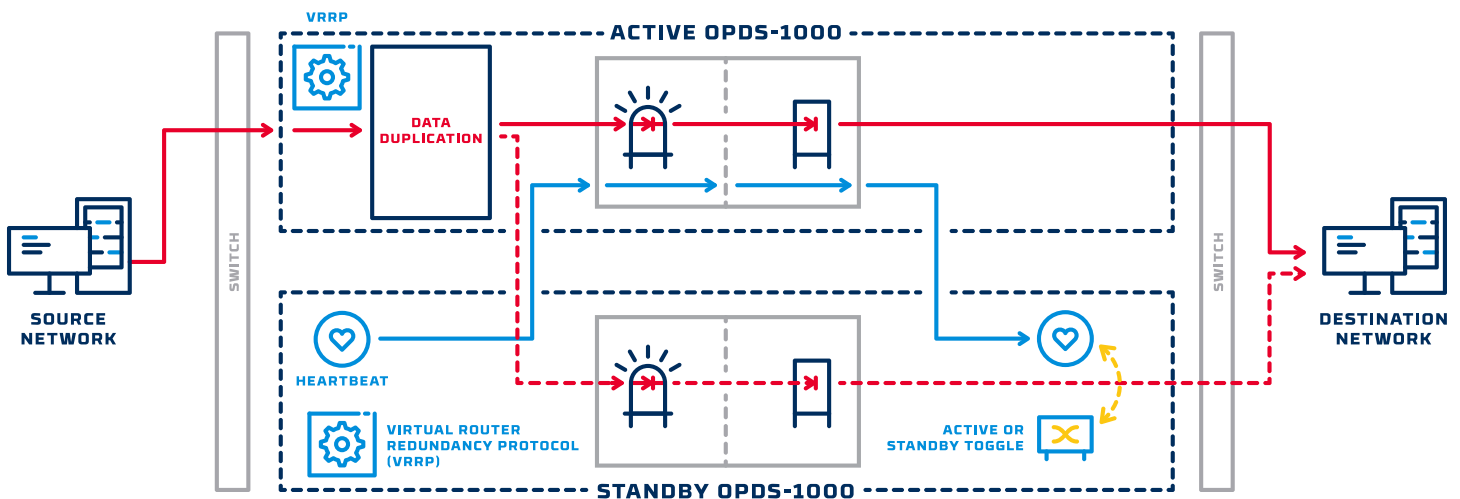 VRRP
ACTIVE OPDS-1000
DATA
DUPLICATION
SWITCH
SWITCH
SOURCE
NETWORK
DESTINATION
NETWORK
HEARTBEAT
VIRTUAL ROUTER
REDUNDANCY PROTOCOL
(VRRP)
ACTIVE OR
STANDBY TOGGLE
STANDBY OPDS-1000